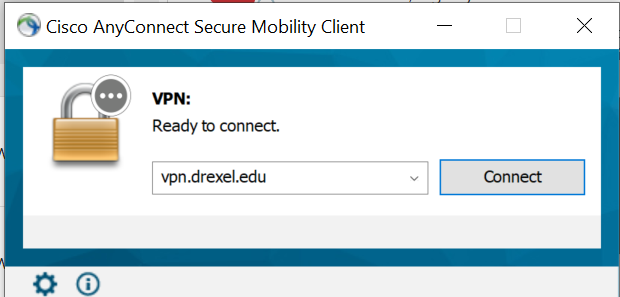 Cisco AnyConnect Secure Mobility Client
VPN:
Ready to connect.
vpn.drexel.edu
Connect